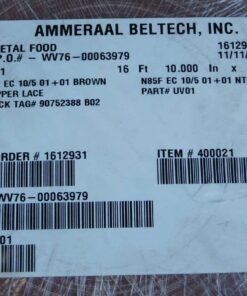 AMMERAAL BELTECH, INC.
ETAL FOOD 16129
P.O.# - WV76-00063979 11/11/
1 16 Ft 10.000 In x
EC 10/5 01+01 BROWN N85F EC 10/5 01+01 NT
PPER LACE PART# UV01
CK TAG# 90752388 B02
ORDER # 1612931 ITEM # 400021
WV76-00063979
01